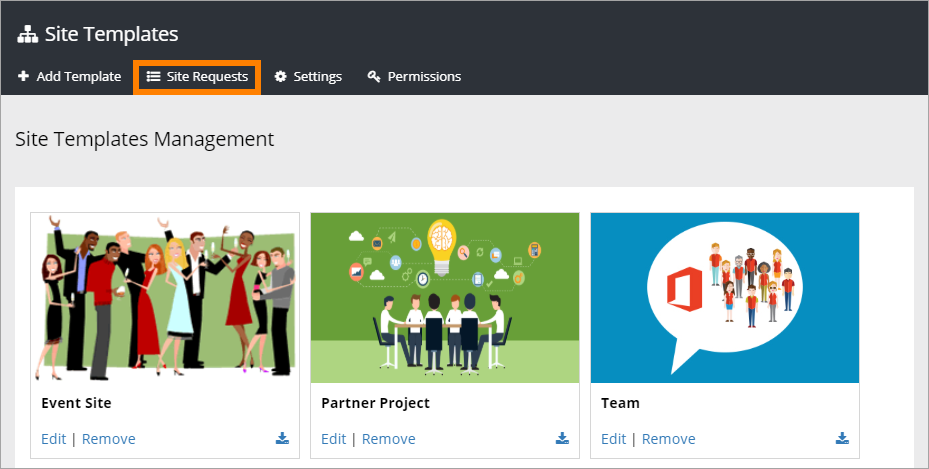 Site Templates
Add Template Site Requests Settings Permissions
Site Templates Management
Event Site Partner Project Team
Edit | Remove Edit | Remove Edit | Remove